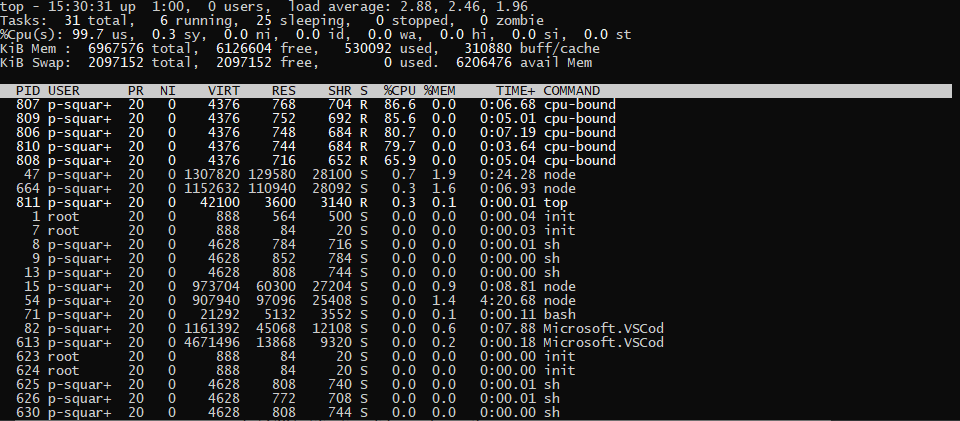 top - 15:30:31 up  1:00,  0 users,  load average: 2.88, 2.46, 1.96
Tasks:  31 total,   6 running,  25 sleeping,   0 stopped,   0 zombie
%Cpu(s): 99.7 us,  0.3 sy,  0.0 ni,  0.0 id,  0.0 wa,  0.0 hi,  0.0 si,  0.0 st
KiB Mem :  6967576 total,  6126604 free,   530092 used,   310880 buff/cache
KiB Swap:  2097152 total,  2097152 free,        0 used.  6206476 avail Mem
PID USER      PR  NI    VIRT    RES    SHR S  %CPU %MEM     TIME+ COMMAND
807 p-squar+  20   0    4376    768    704 R  86.6  0.0   0:06.68 cpu-bound
809 p-squar+  20   0    4376    752    692 R  85.6  0.0   0:05.01 cpu-bound
806 p-squar+  20   0    4376    748    684 R  80.7  0.0   0:07.19 cpu-bound
810 p-squar+  20   0    4376    744    684 R  79.7  0.0   0:03.64 cpu-bound
808 p-squar+  20   0    4376    716    652 R  65.9  0.0   0:05.04 cpu-bound
47 p-squar+  20   0 1307820 129580  28100 S   0.7  1.9   0:24.28 node
664 p-squar+  20   0 1152632 110940  28092 S   0.3  1.6   0:06.93 node
811 p-squar+  20   0   42100   3600   3140 R   0.3  0.1   0:00.01 top
1 root      20   0     888    564    500 S   0.0  0.0   0:00.04 init
7 root      20   0     888     84     20 S   0.0  0.0   0:00.03 init
8 p-squar+  20   0    4628    784    716 S   0.0  0.0   0:00.01 sh
9 p-squar+  20   0    4628    852    784 S   0.0  0.0   0:00.00 sh
13 p-squar+  20   0    4628    808    744 S   0.0  0.0   0:00.00 sh
15 p-squar+  20   0  973704  60300  27204 S   0.0  0.9   0:08.81 node
54 p-squar+  20   0  907940  97096  25408 S   0.0  1.4   4:20.68 node
71 p-squar+  20   0   21292   5132   3552 S   0.0  0.1   0:00.11 bash
82 p-squar+  20   0 1161392  45068  12108 S   0.0  0.6   0:07.88 Microsoft.VSCod
613 p-squar+  20   0 4671496  13868   9320 S   0.0  0.2   0:00.18 Microsoft.VSCod
623 root      20   0     888     84     20 S   0.0  0.0   0:00.00 init
624 root      20   0     888     84     20 S   0.0  0.0   0:00.00 init
625 p-squar+  20   0    4628    808    740 S   0.0  0.0   0:00.01 sh
626 p-squar+  20   0    4628    772    708 S   0.0  0.0   0:00.01 sh
630 p-squar+  20   0    4628    808    744 S   0.0  0.0   0:00.00 sh